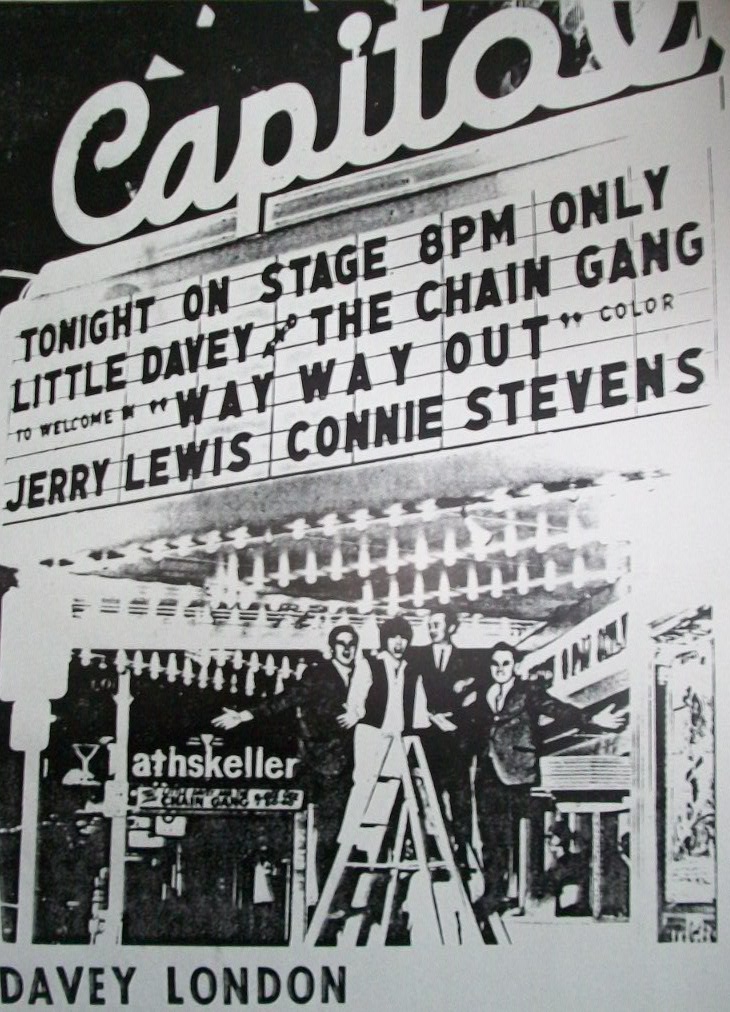 Capitol
TONIGHT ON STAGE 8PM ONLY
LITTLE DAVEY AND THE CHAIN GANG
TO WELCOME IN "WAY WAY OUT" COLOR
JERRY LEWIS CONNIE STEVENS
athskeller
CHAIN GANG
DAVEY LONDON